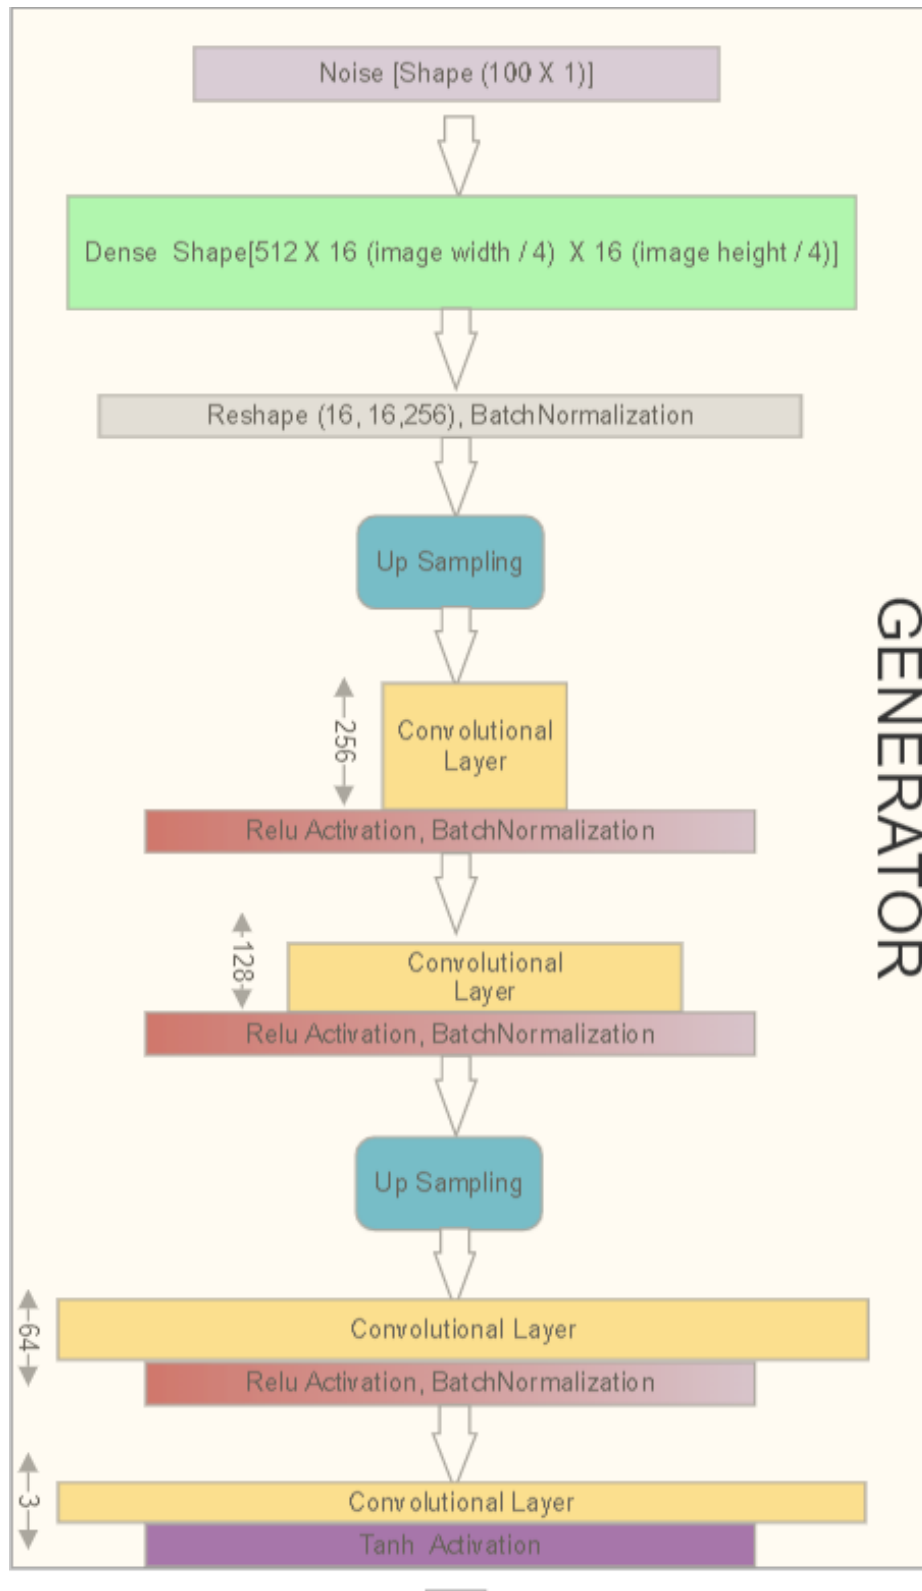 Noise [Shape (100 X 1)]
Dense Shape[512 X 16 (image width / 4) X 16 (image height / 4)]
Reshape (16, 16,256), BatchNormalization
Up Sampling
256
Convolutional
Layer
Relu Activation, BatchNormalization
128
Convolutional
Layer
Relu Activation, BatchNormalization
Up Sampling
64
Convolutional Layer
Relu Activation, BatchNormalization
3
Convolutional Layer
Tanh Activation
GENERATOR